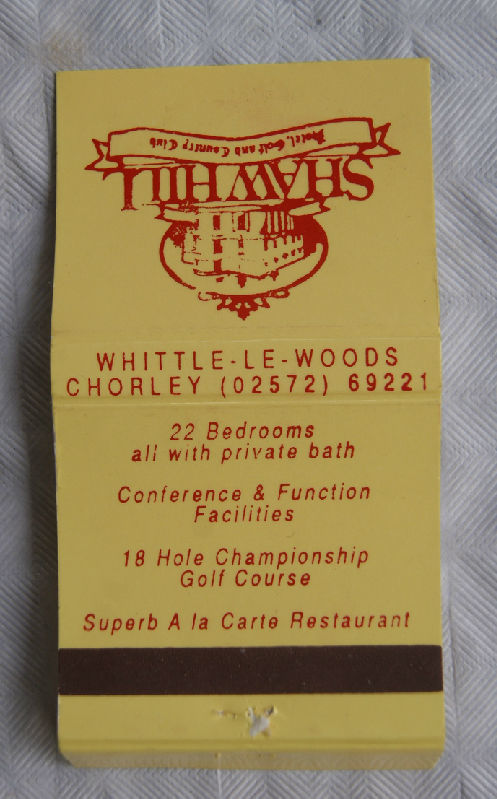 Hotel, Golf and Country Club
SHAW HILL
WHITTLE-LE-WOODS
CHORLEY (02572) 69221
22 Bedrooms
all with private bath
Conference & Function
Facilities
18 Hole Championship
Golf Course
Superb A la Carte Restaurant